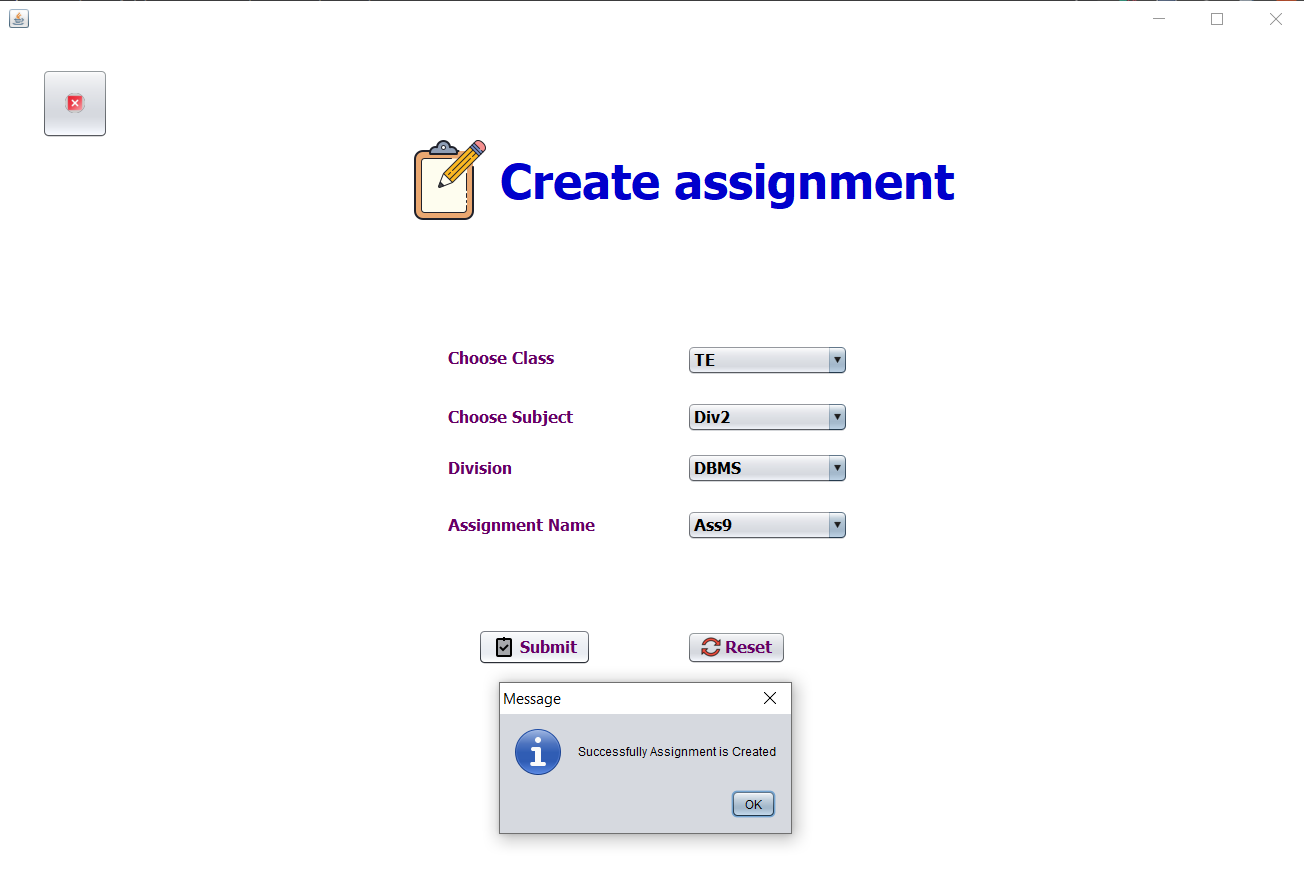 Create assignment
Choose Class TE
Choose Subject Div2
Division DBMS
Assignment Name Ass9
Submit Reset
Message
Successfully Assignment is Created
OK